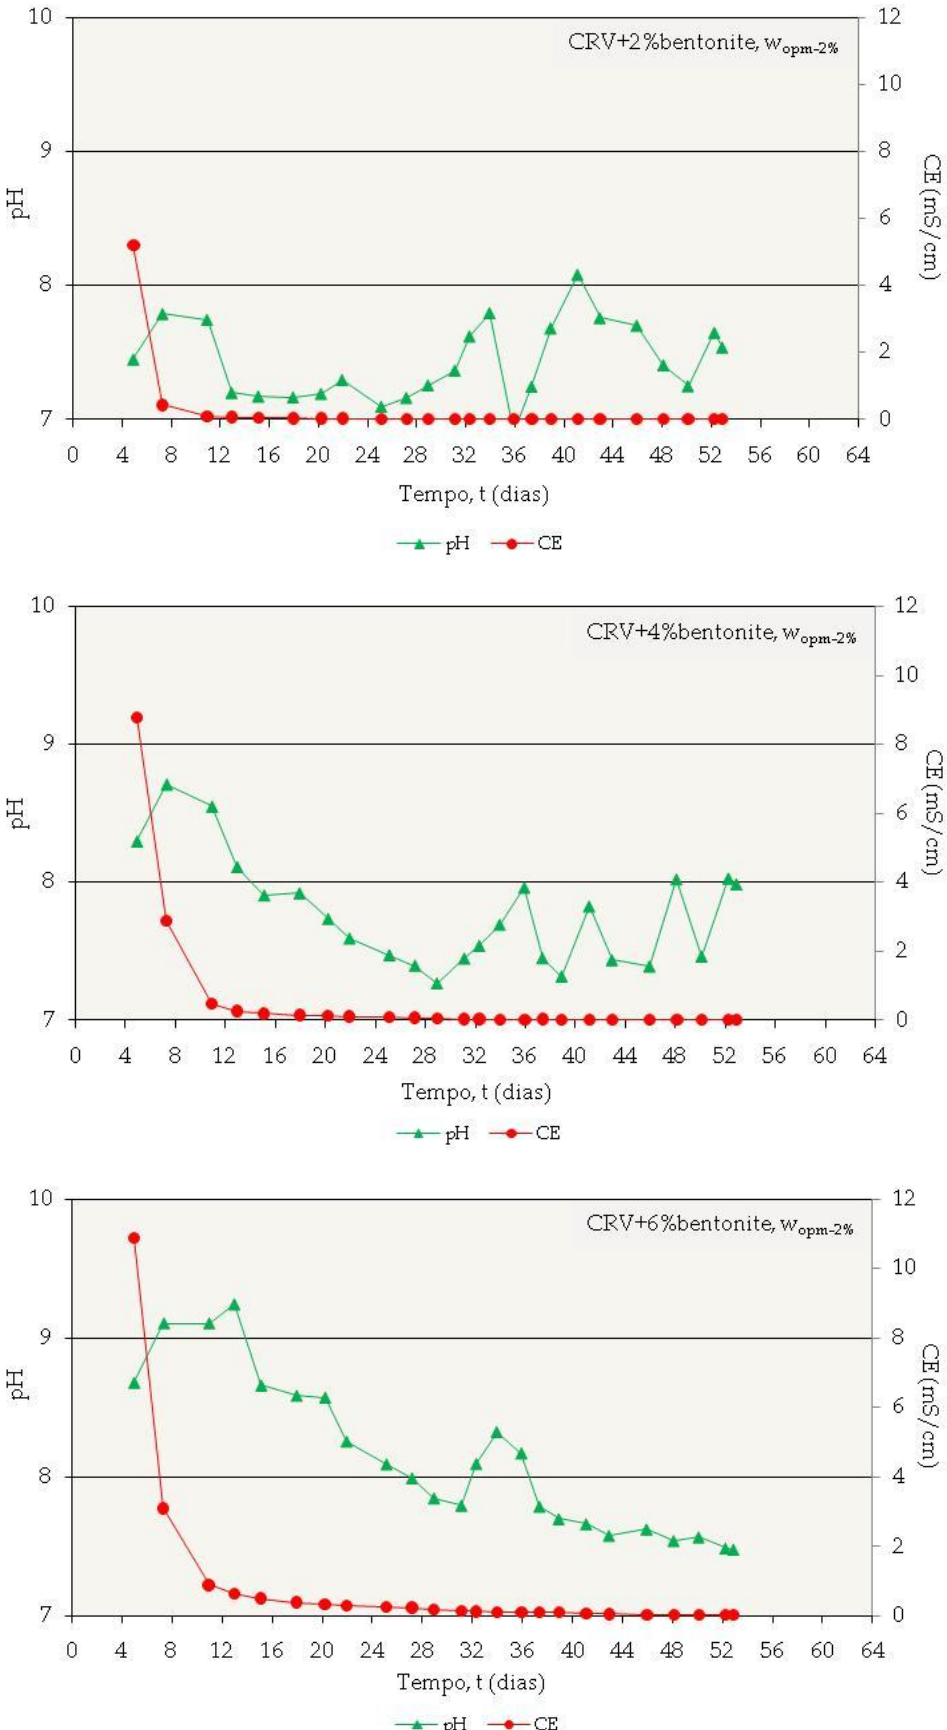 CRV+2%bentonite, wopm-2%
10
9
8
7
pH
12
10
8
6
4
2
0
CE (mS/cm)
0 4 8 12 16 20 24 28 32 36 40 44 48 52 56 60 64
Tempo, t (dias)
pH CE
CRV+4%bentonite, wopm-2%
10
9
8
7
pH
12
10
8
6
4
2
0
CE (mS/cm)
0 4 8 12 16 20 24 28 32 36 40 44 48 52 56 60 64
Tempo, t (dias)
pH CE
CRV+6%bentonite, wopm-2%
10
9
8
7
pH
12
10
8
6
4
2
0
CE (mS/cm)
0 4 8 12 16 20 24 28 32 36 40 44 48 52 56 60 64
Tempo, t (dias)
pH CE